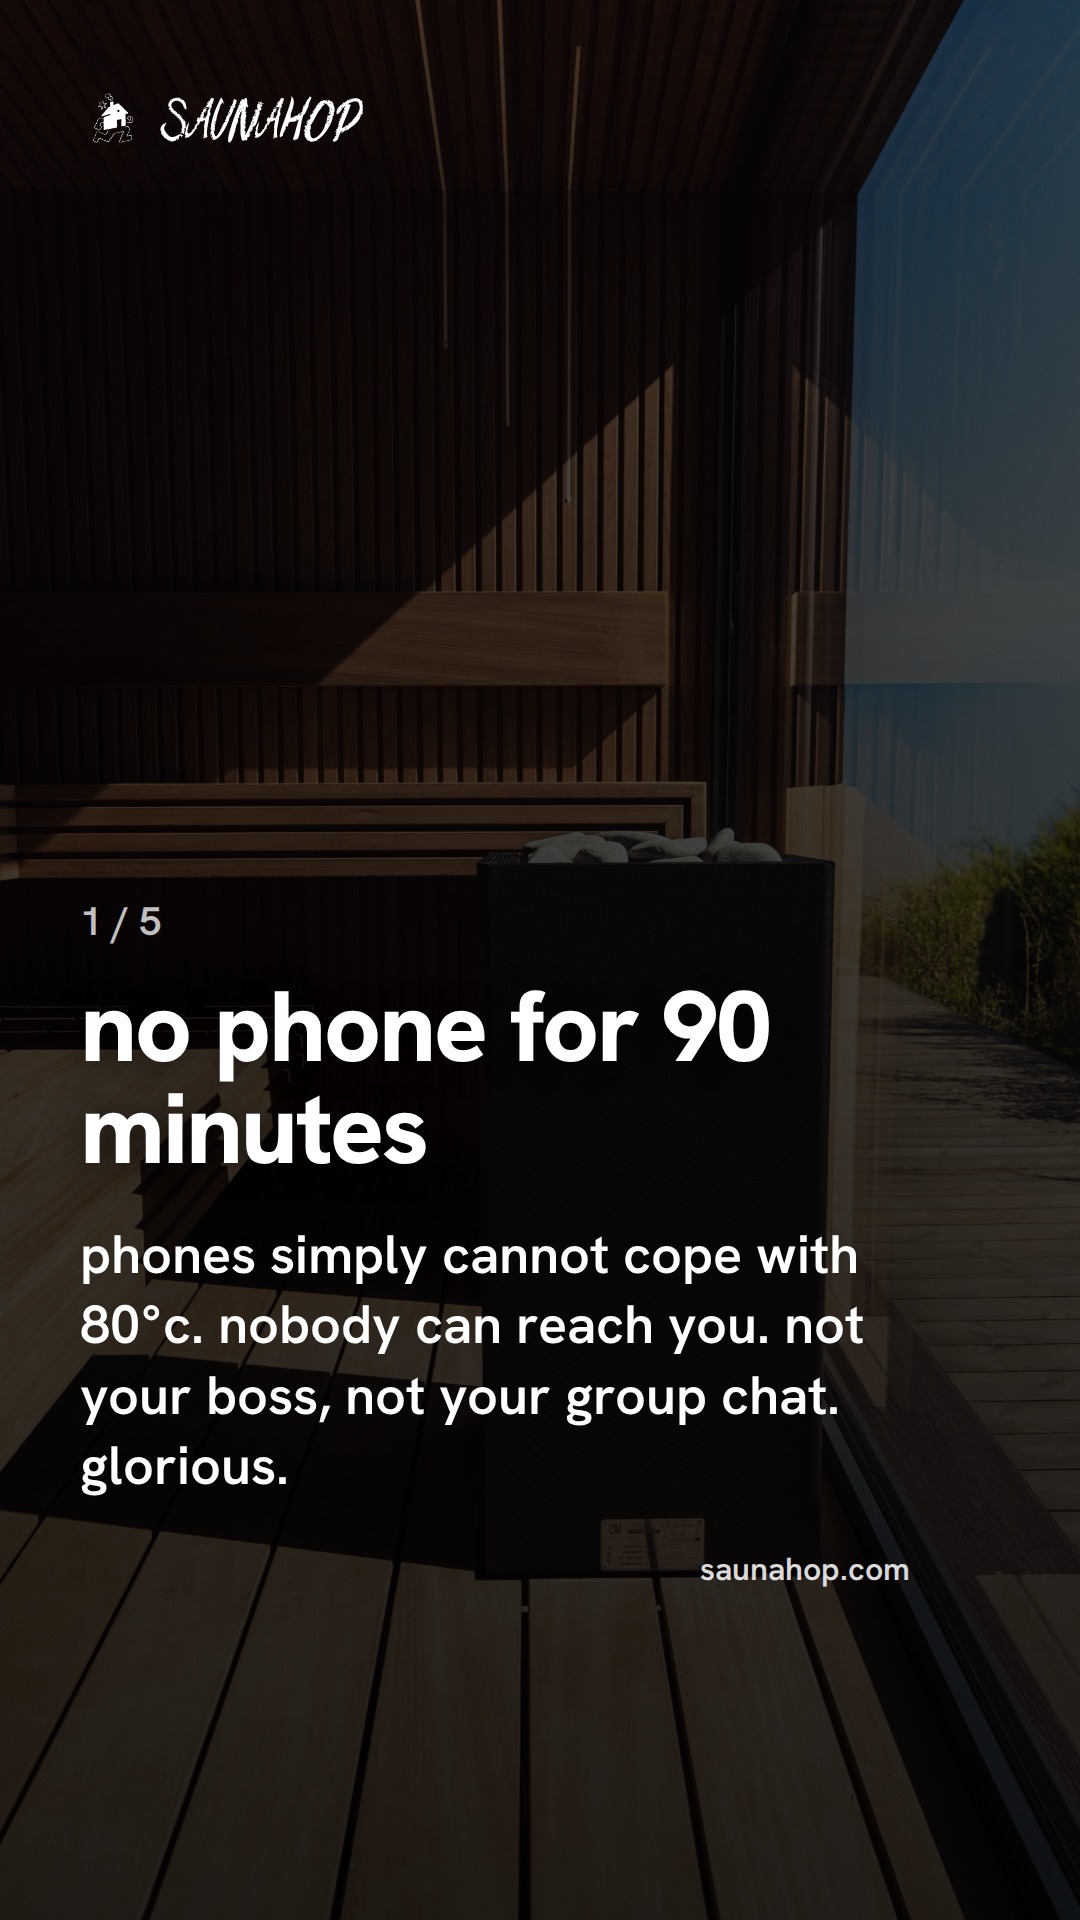 SAUNAHOP
1 / 5
no phone for 90
minutes
phones simply cannot cope with
80°c. nobody can reach you. not
your boss, not your group chat.
glorious.
saunahop.com